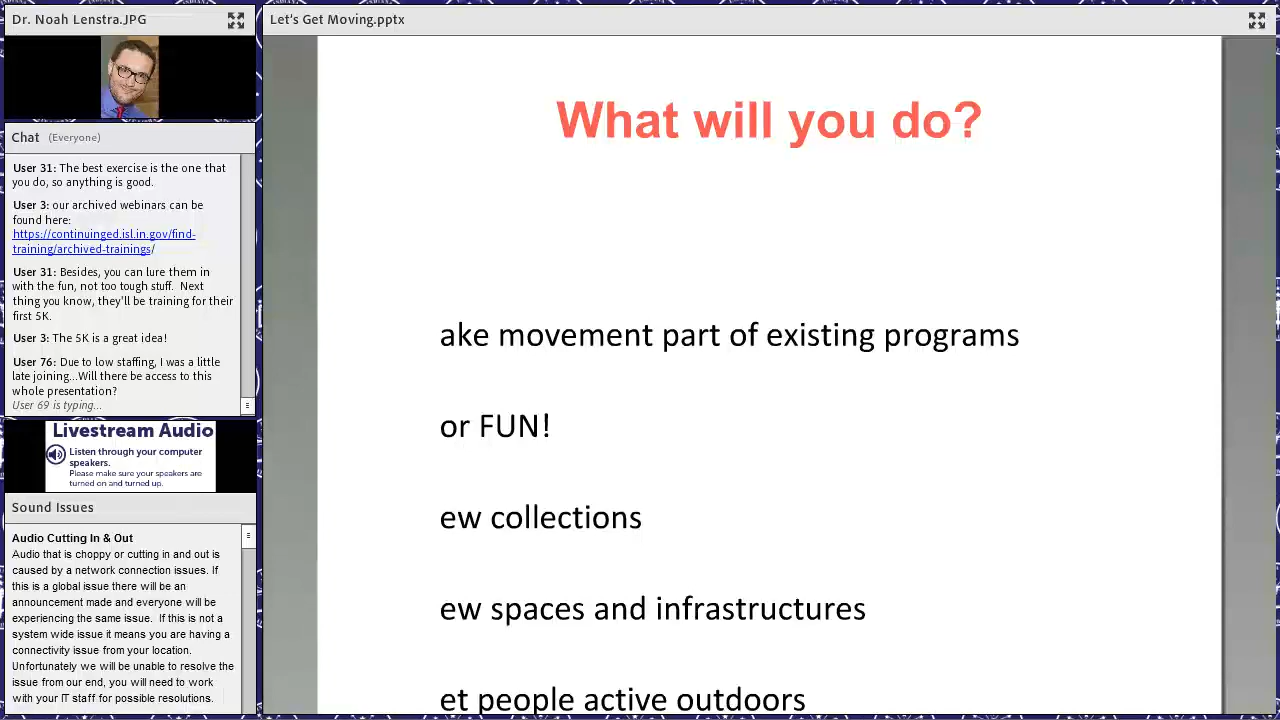 Dr. Noah Lenstra.JPG
Chat (Everyone)
User 31: The best exercise is the one that
you do, so anything is good.
User 3: our archived webinars can be
found here:
https://continuinged.isl.in.gov/find-
training/archived-trainings/
User 31: Besides, you can lure them in
with the fun, not too tough stuff. Next
thing you know, they'll be training for their
first 5K.
User 3: The 5K is a great idea!
User 76: Due to low staffing, I was a little
late joining...Will there be access to this
whole presentation?
User 69 is typing...
Livestream Audio
Listen through your computer
speakers.
Please make sure your speakers are
turned on and turned up.
Sound Issues
Audio Cutting In & Out
Audio that is choppy or cutting in and out is
caused by a network connection issues. If
this is a global issue there will be an
announcement made and everyone will be
experiencing the same issue. If this is not a
system wide issue it means you are having a
connectivity issue from your location.
Unfortunately we will be unable to resolve the
issue from our end, you will need to work
with your IT staff for possible resolutions.
Let's Get Moving.pptx
What will you do?
ake movement part of existing programs
or FUN!
ew collections
ew spaces and infrastructures
et people active outdoors